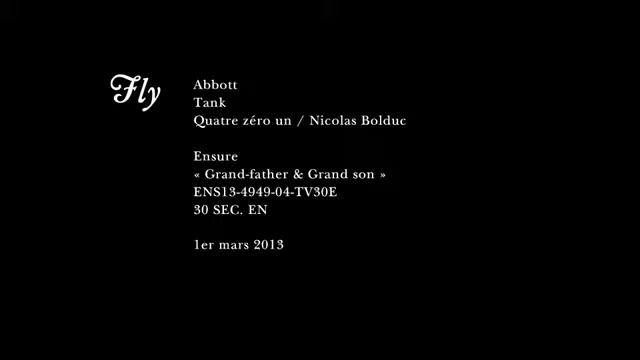 Fly
Abbott
Tank
Quatre zéro un / Nicolas Bolduc
Ensure
« Grand-father & Grand son »
ENS13-4949-04-TV30E
30 SEC. EN
1er mars 2013